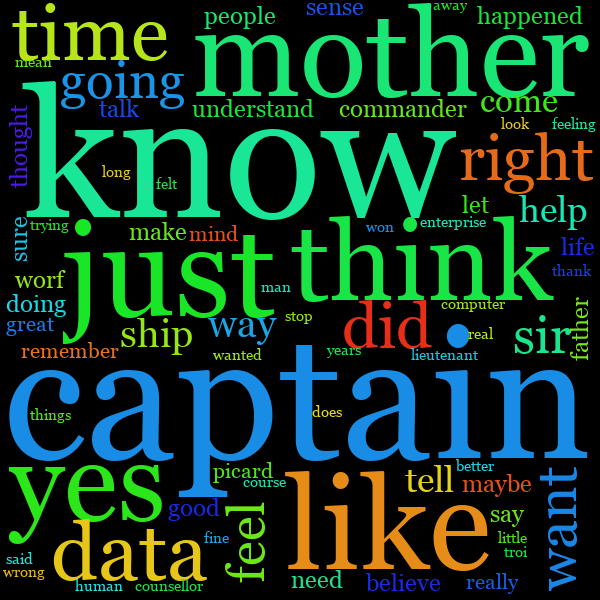 away
sense
people
happened
time
mother
mean
going
talk
understand
commander
come
thought
know
look
feeling
right
long
felt
let
help
trying
sure
make
mind
won
enterprise
life
just
think
worf
man
thank
doing
computer
great
ship
way
stop
did
real
sir
father
remember
wanted
years
lieutenant
captain
things
does
yes
picard
course
like
tell
better
maybe
want
good
feel
say
data
fine
little
troi
said
wrong
human
counsellor
need
believe
really